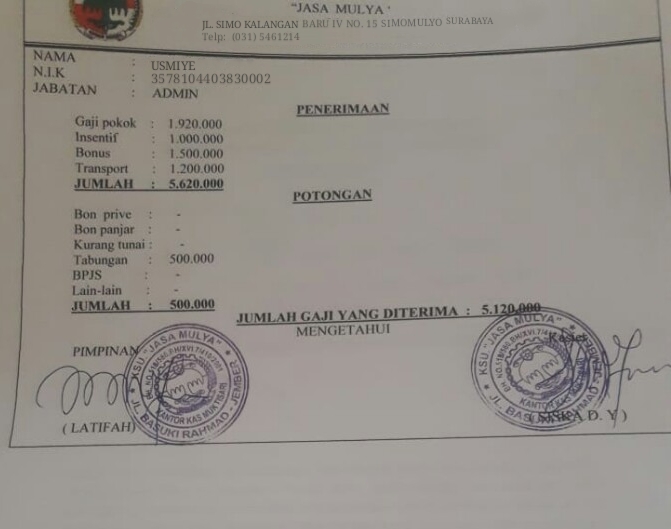 "JASA MULYA"
JL. SIMO KALANGAN BARU IV NO. 15 SIMOMULYO SURABAYA
Telp: (031) 5461214
NAMA : USMIYE
N.I.K : 3578104403830002
JABATAN : ADMIN
PENERIMAAN
Gaji pokok : 1.920.000
Insentif : 1.000.000
Bonus : 1.500.000
Transport : 1.200.000
JUMLAH : 5.620.000
POTONGAN
Bon prive : -
Bon panjar : -
Kurang tunai : -
Tabungan : 500.000
BPJS : -
Lain-lain : -
JUMLAH : 500.000
JUMLAH GAJI YANG DITERIMA : 5.120.000
MENGETAHUI
PIMPINAN
KSU "JASA MULYA"
KANTOR KAS MUKTISARI
JL. BASUKI RAHMAD - JEMBER
KSU "JASA MULYA"
KANTOR KAS
JL. BASUKI RAHMAD - JEMBER
( LATIFAH)
( SISKA D. Y )